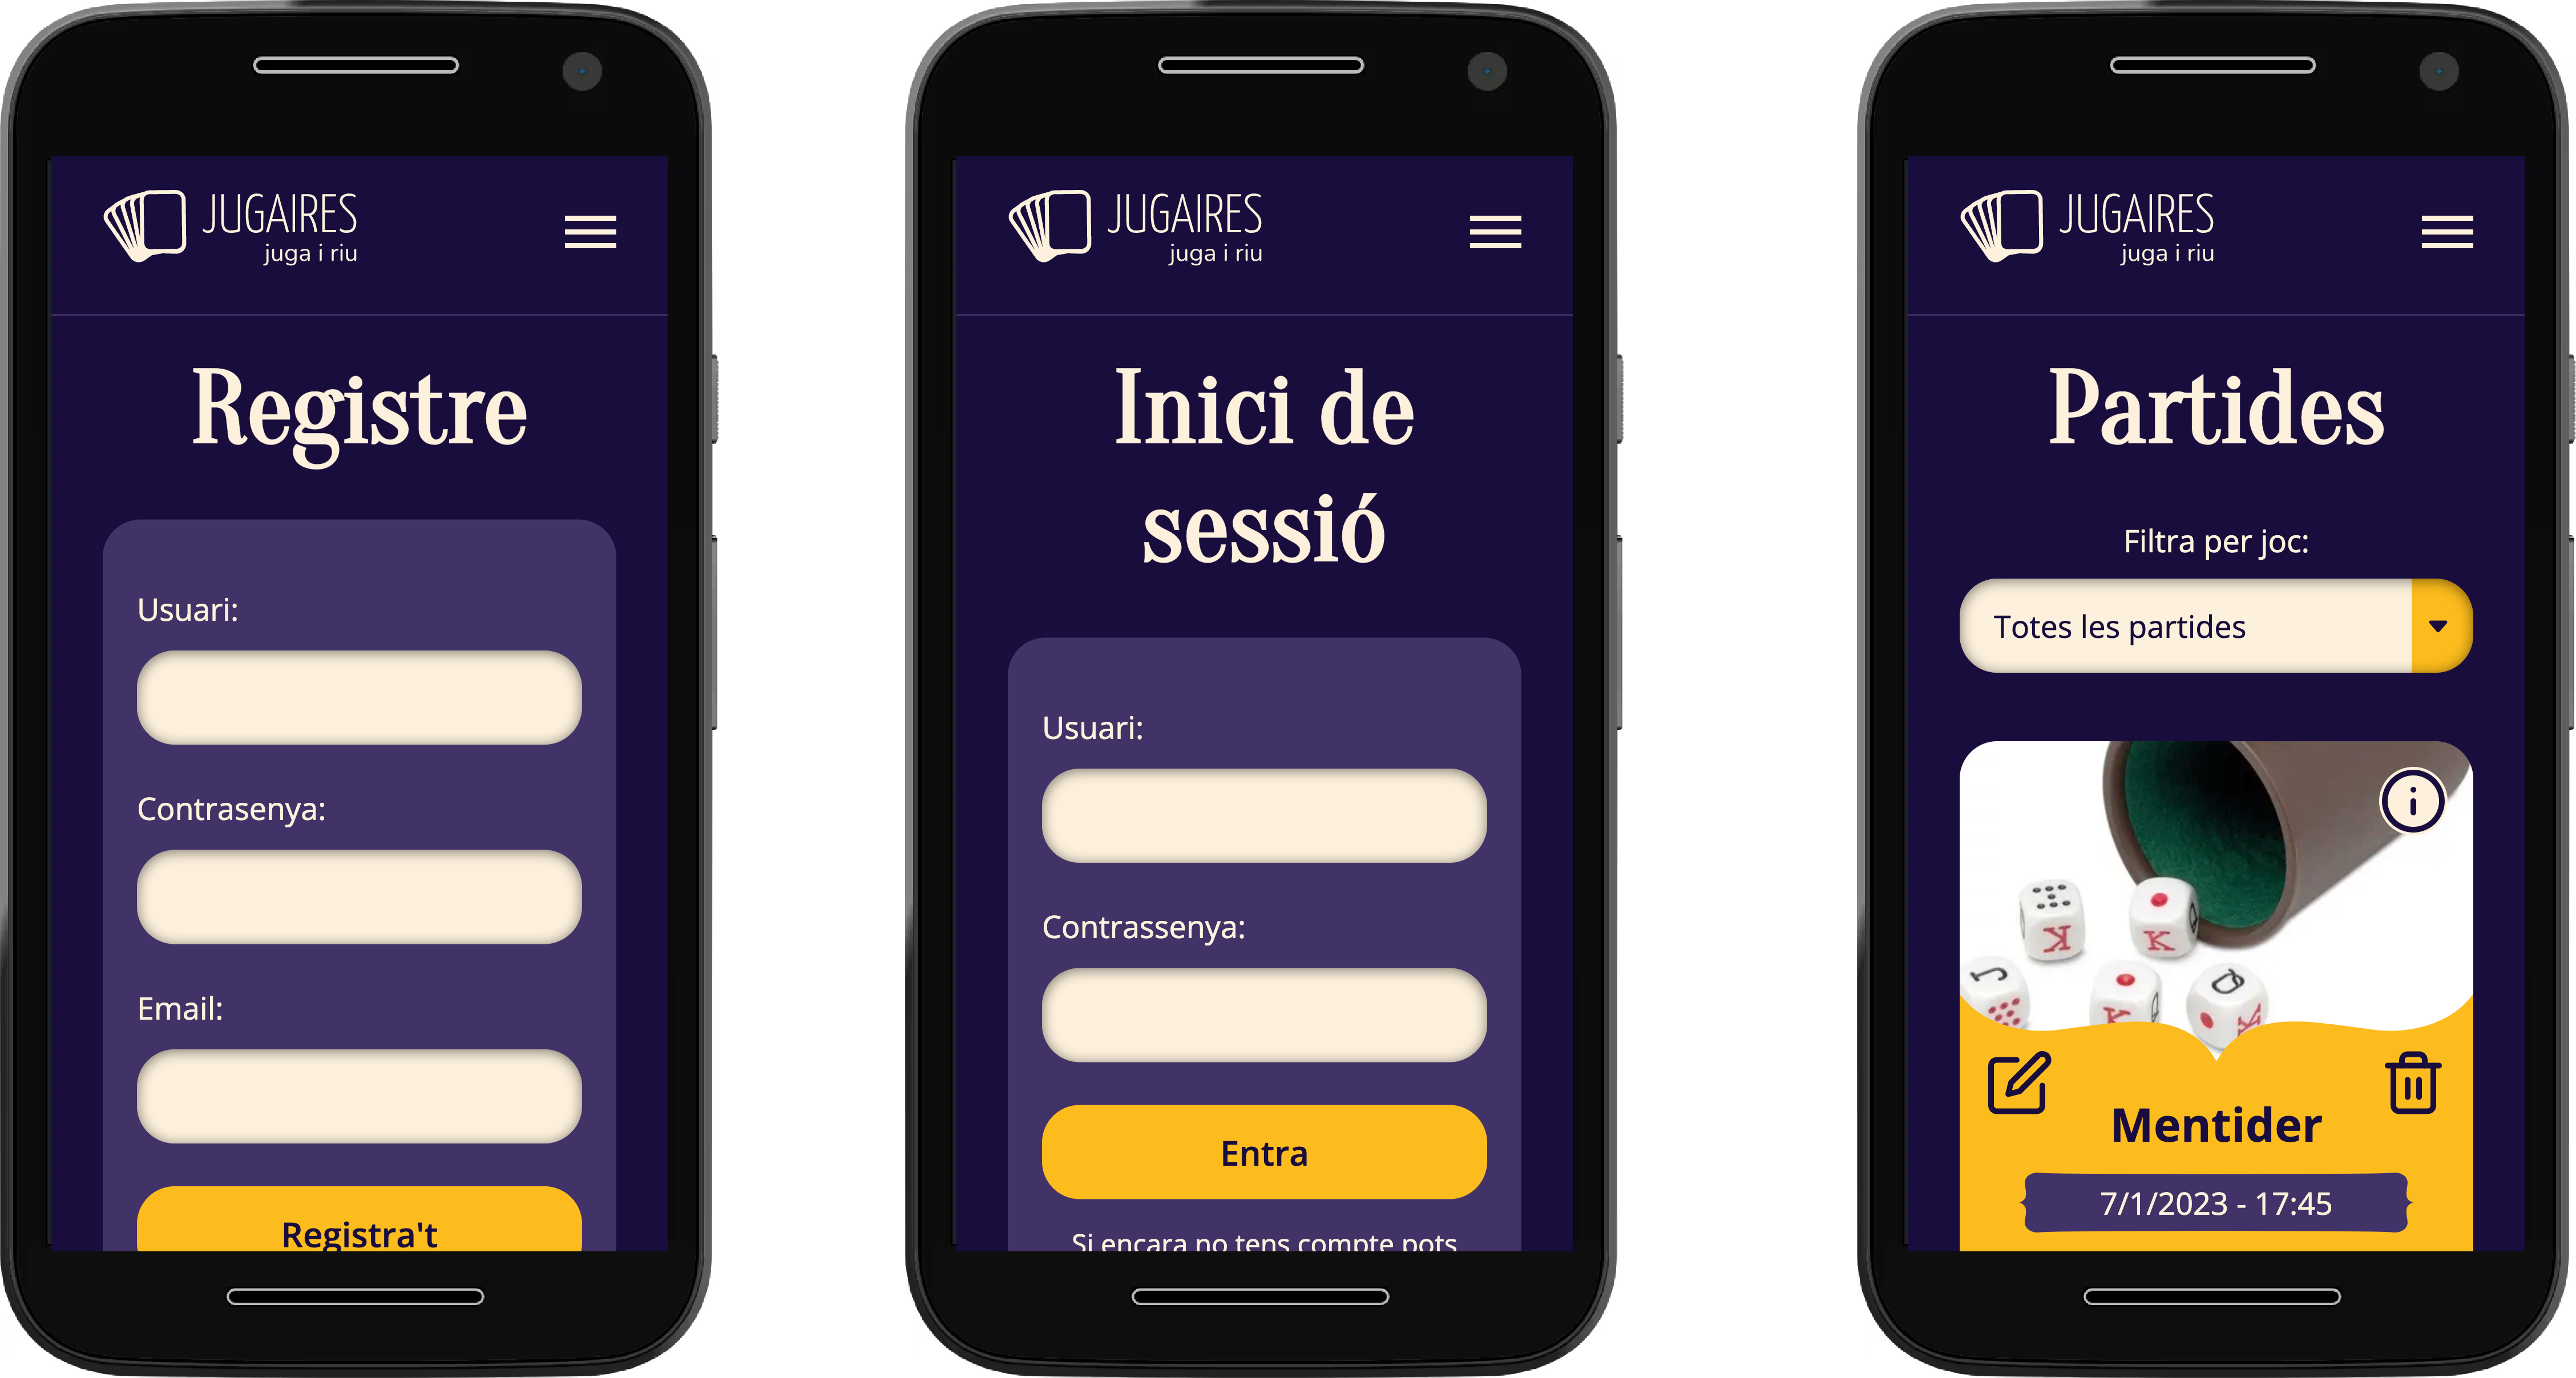 JUGAIRES
juga i riu
Registre
Usuari:
Contrasenya:
Email:
Registra't
JUGAIRES
juga i riu
Inici de
sessió
Usuari:
Contrassenya:
Entra
Si encara no tens compte pots
JUGAIRES
juga i riu
Partides
Filtra per joc:
Totes les partides
K
K
J
K
Q
Mentider
7/1/2023 - 17:45